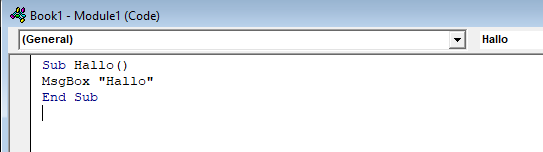 Book1 - Module1 (Code)
(General) Hallo
Sub Hallo()
MsgBox "Hallo"
End Sub